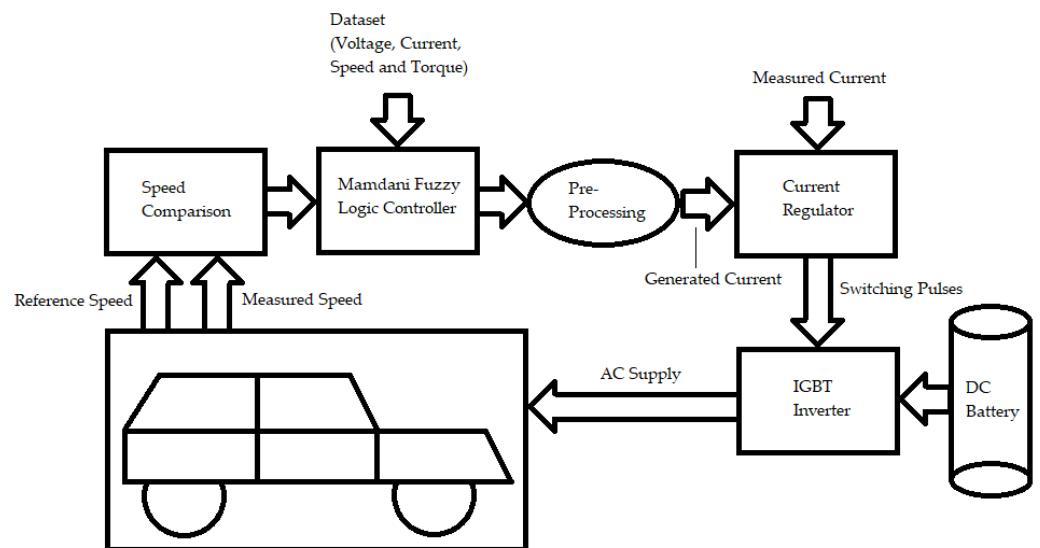 Dataset
(Voltage, Current,
Speed and Torque)
Measured Current
Speed
Comparison
Mamdani Fuzzy
Logic Controller
Pre-
Processing
Current
Regulator
Reference Speed
Measured Speed
Generated Current
Switching Pulses
AC Supply
IGBT
Inverter
DC
Battery